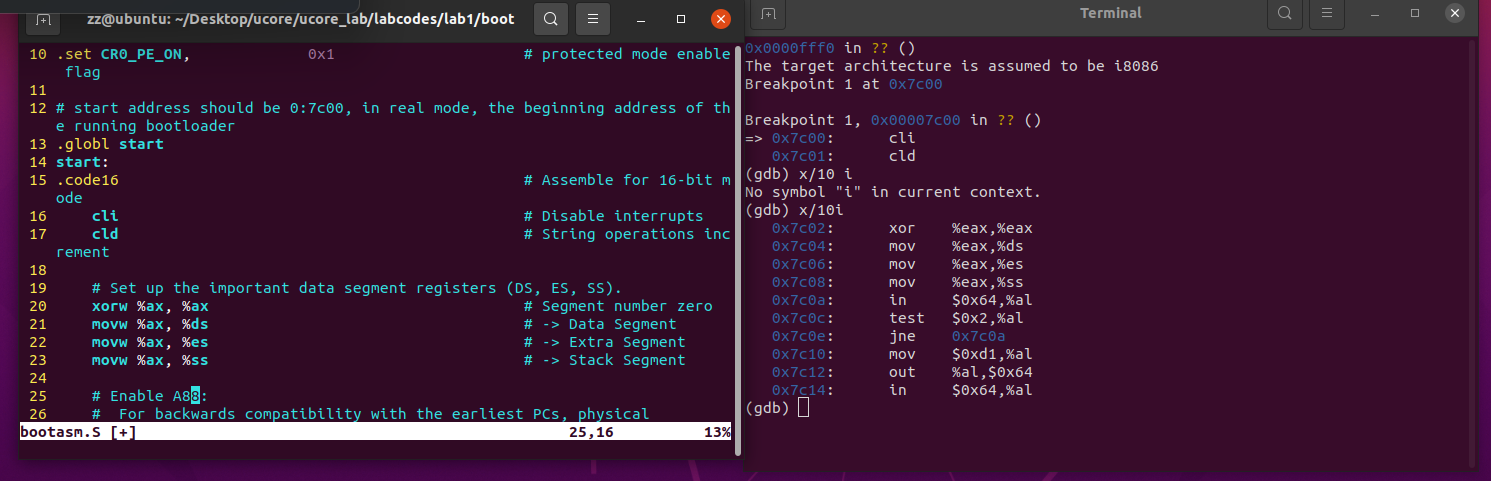 zz@ubuntu: ~/Desktop/ucore/ucore_lab/labcodes/lab1/boot
10 .set CR0_PE_ON,             0x1                     # protected mode enable
 flag
11
12 # start address should be 0:7c00, in real mode, the beginning address of th
e running bootloader
13 .globl start
14 start:
15 .code16                                             # Assemble for 16-bit m
ode
16     cli                                             # Disable interrupts
17     cld                                             # String operations inc
rement
18
19     # Set up the important data segment registers (DS, ES, SS).
20     xorw %ax, %ax                                   # Segment number zero
21     movw %ax, %ds                                   # -> Data Segment
22     movw %ax, %es                                   # -> Extra Segment
23     movw %ax, %ss                                   # -> Stack Segment
24
25     # Enable A88:
26     #  For backwards compatibility with the earliest PCs, physical
bootasm.S [+]                                 25,16          13%
Terminal
0x0000fff0 in ?? ()
The target architecture is assumed to be i8086
Breakpoint 1 at 0x7c00
Breakpoint 1, 0x00007c00 in ?? ()
=> 0x7c00:      cli
   0x7c01:      cld
(gdb) x/10 i
No symbol "i" in current context.
(gdb) x/10i
   0x7c02:      xor    %eax,%eax
   0x7c04:      mov    %eax,%ds
   0x7c06:      mov    %eax,%es
   0x7c08:      mov    %eax,%ss
   0x7c0a:      in     $0x64,%al
   0x7c0c:      test   $0x2,%al
   0x7c0e:      jne    0x7c0a
   0x7c10:      mov    $0xd1,%al
   0x7c12:      out    %al,$0x64
   0x7c14:      in     $0x64,%al
(gdb)